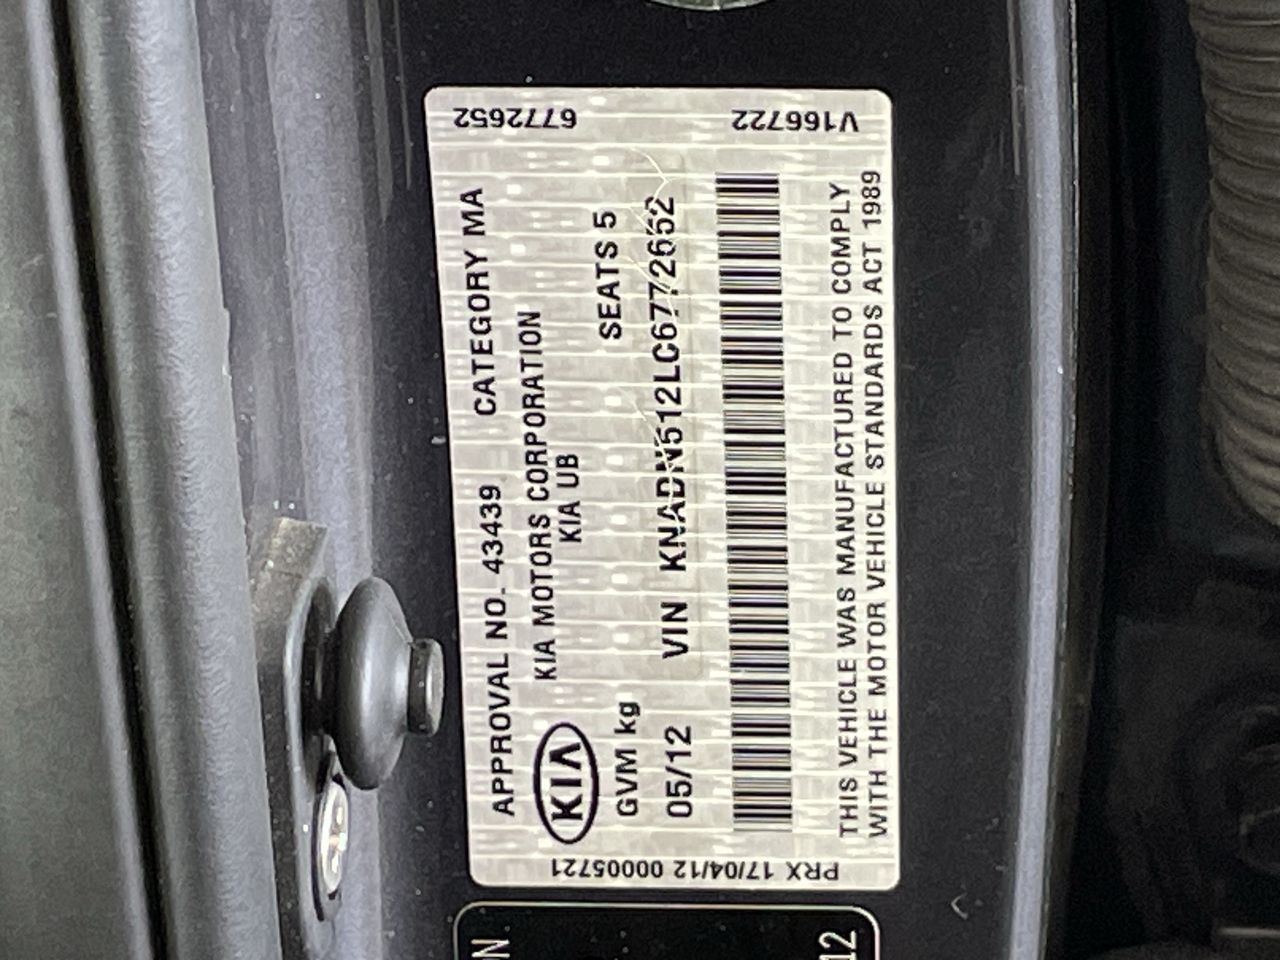 APPROVAL NO. 43439 CATEGORY MA
KIA MOTORS CORPORATION
KIA UB
KIA
GVM kg SEATS 5
05/12 VIN KNADN512LC6772652
THIS VEHICLE WAS MANUFACTURED TO COMPLY
WITH THE MOTOR VEHICLE STANDARDS ACT 1989
6772652
V166722
PRX 17/04/12 00005721
N.
12